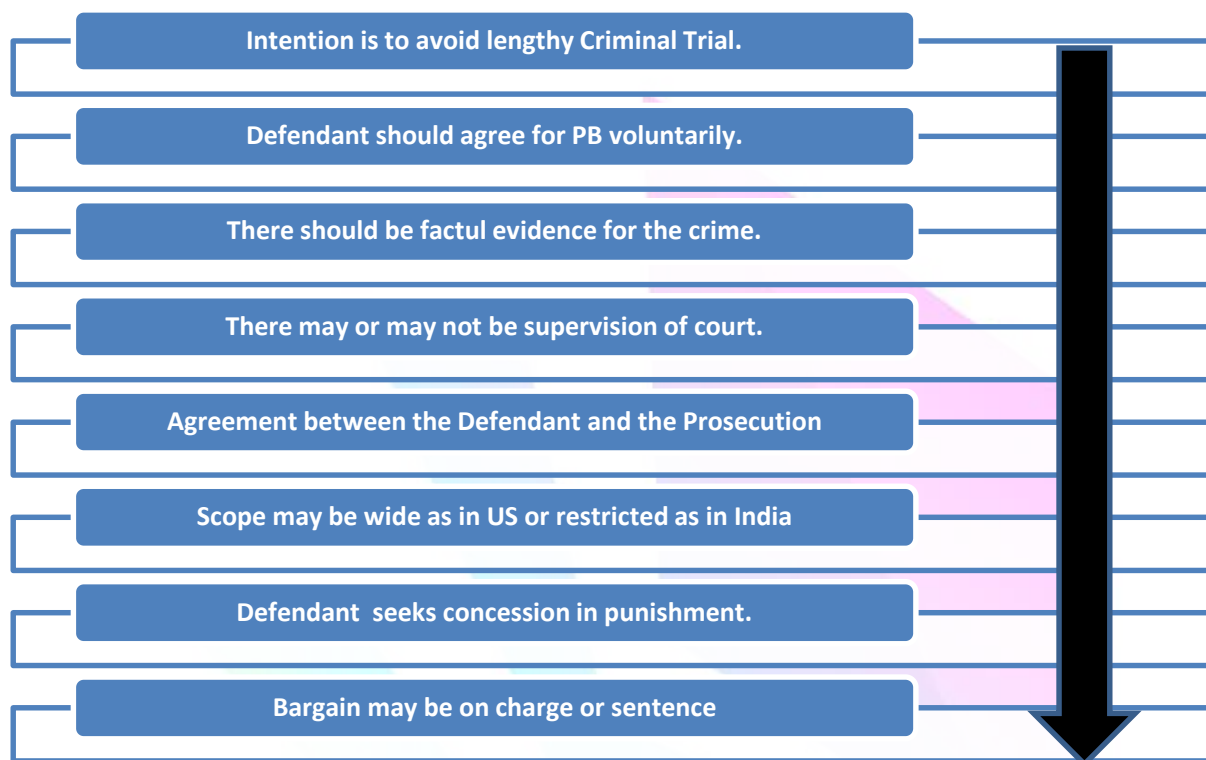 Intention is to avoid lengthy Criminal Trial.
Defendant should agree for PB voluntarily.
There should be factul evidence for the crime.
There may or may not be supervision of court.
Agreement between the Defendant and the Prosecution
Scope may be wide as in US or restricted as in India
Defendant  seeks concession in punishment.
Bargain may be on charge or sentence